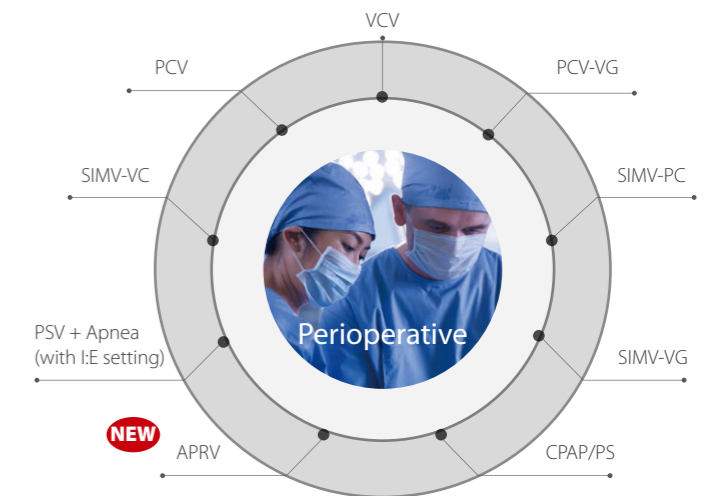 VCV
PCV
PCV-VG
SIMV-VC
SIMV-PC
Perioperative
PSV + Apnea
(with I:E setting)
SIMV-VG
NEW
APRV
CPAP/PS